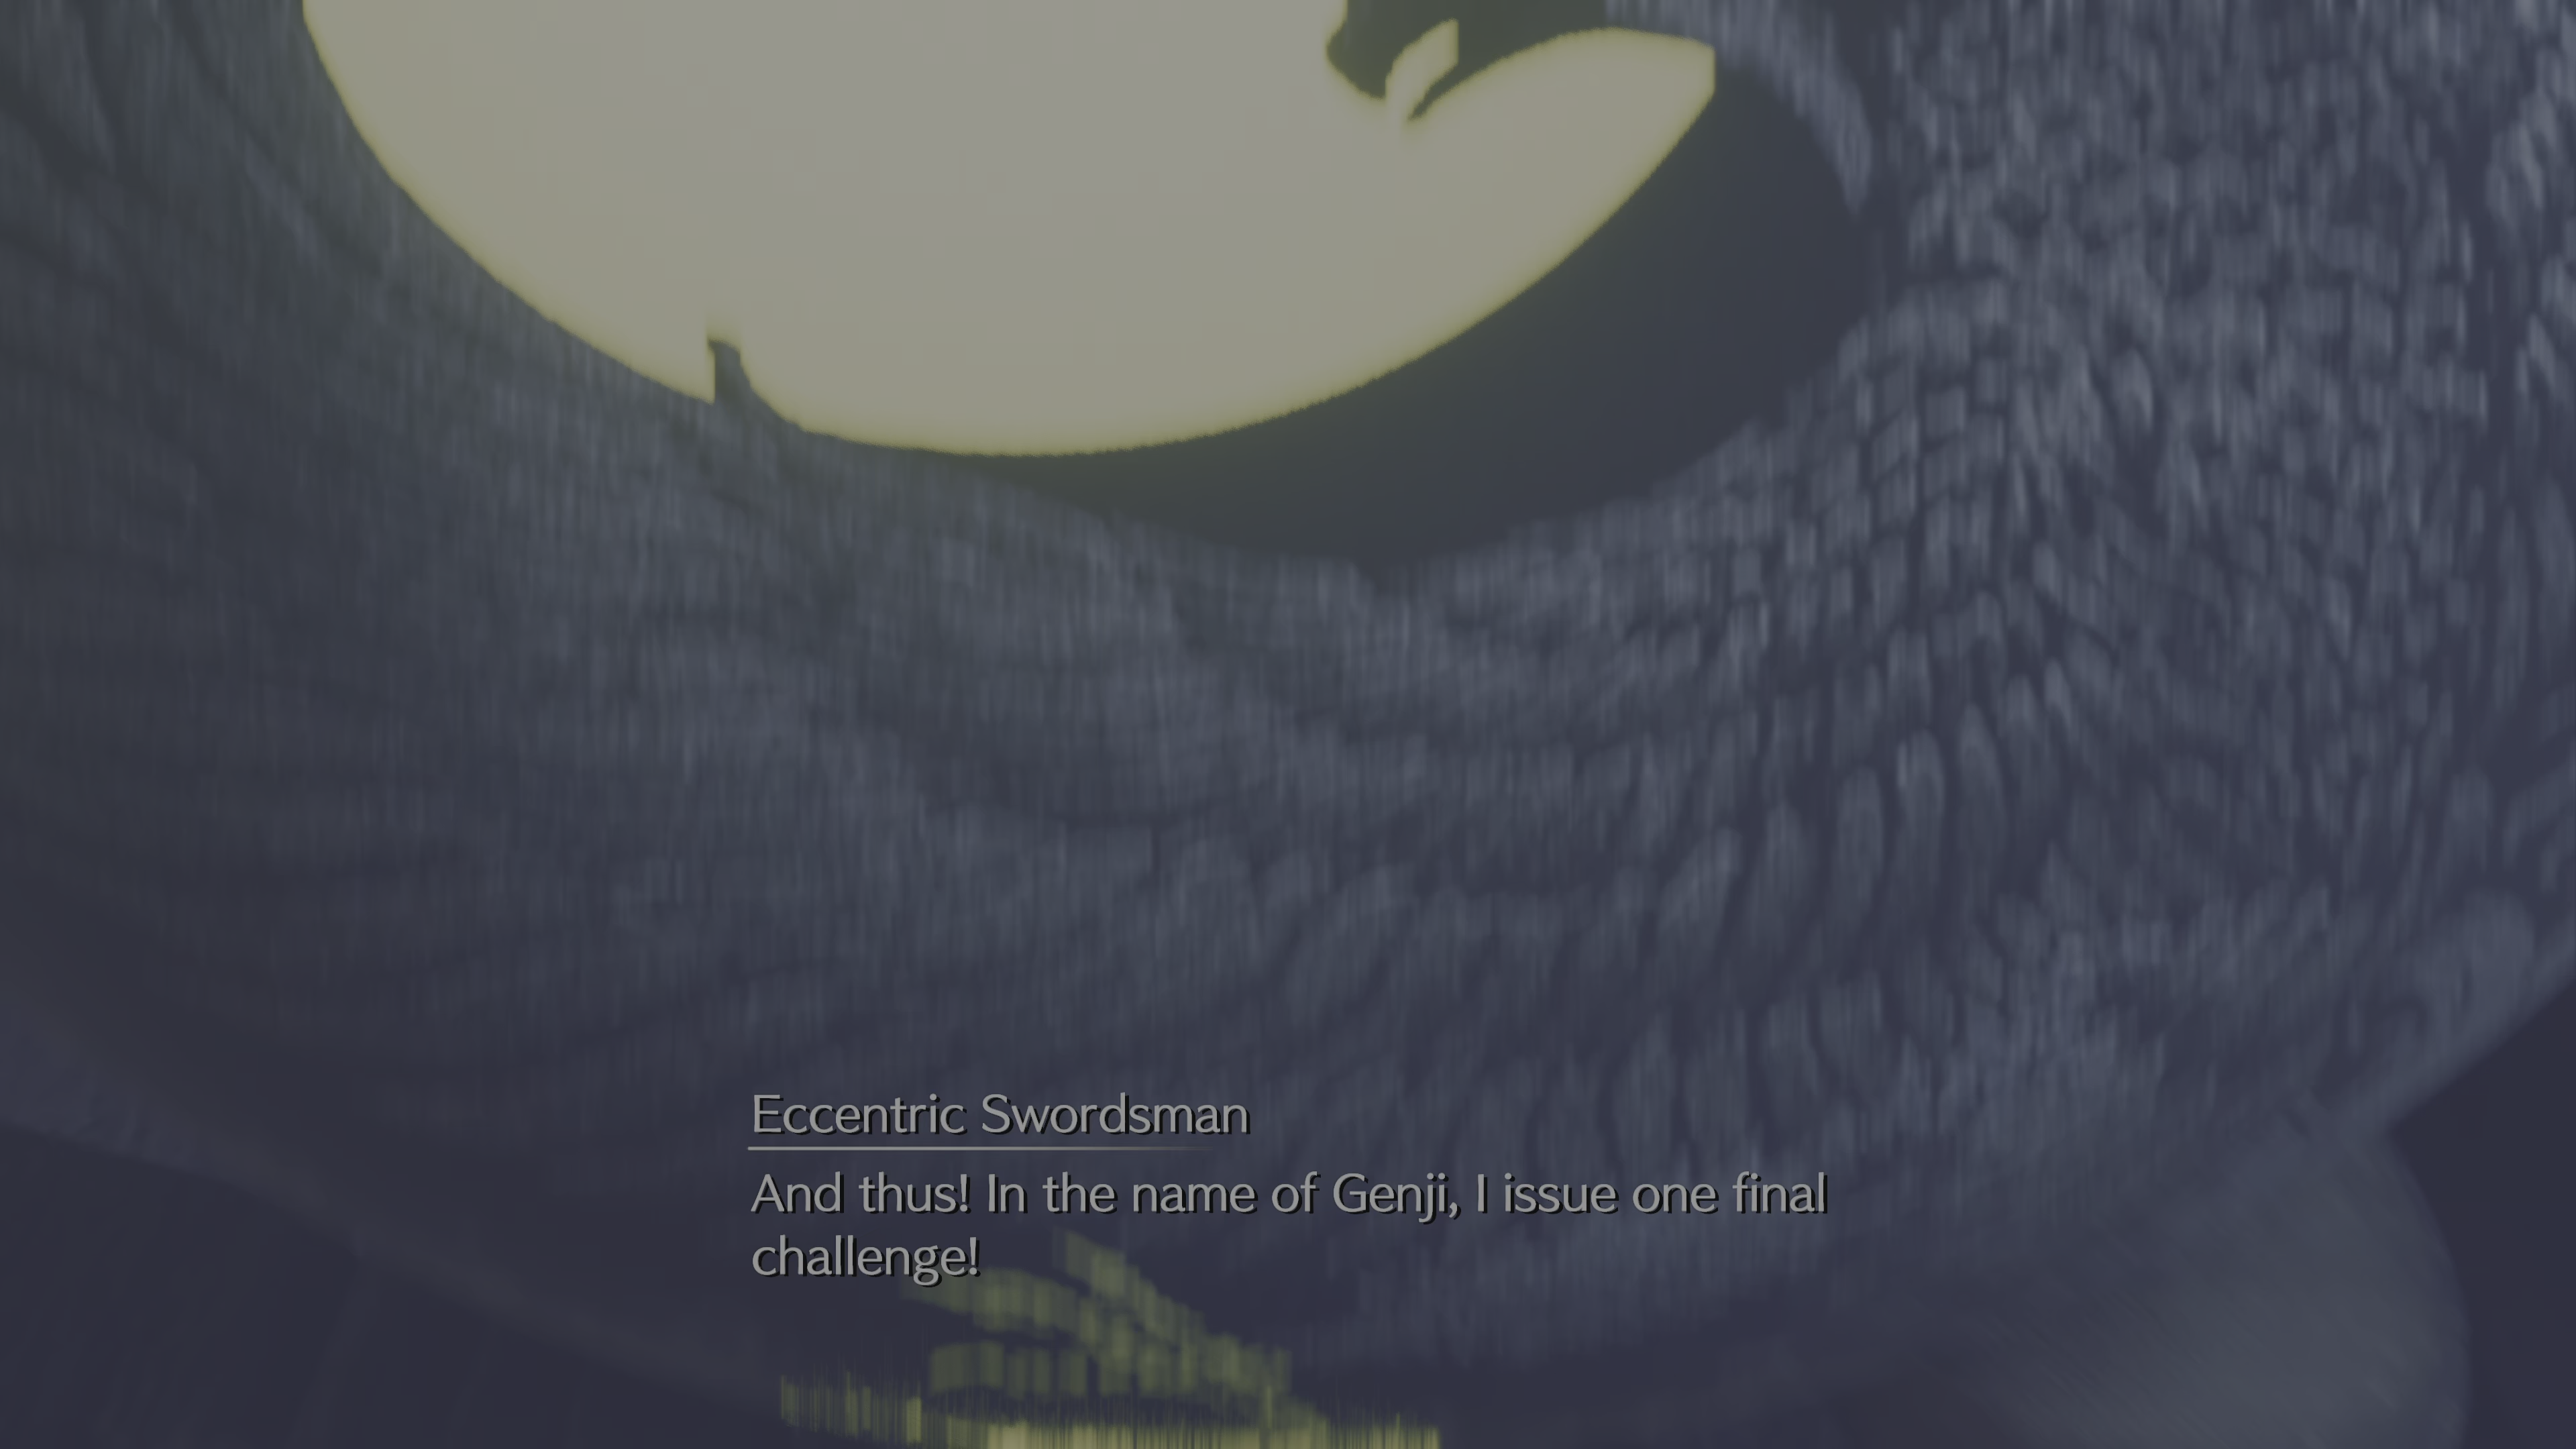 Eccentric Swordsman
And thus! In the name of Genji, I issue one final
challenge!